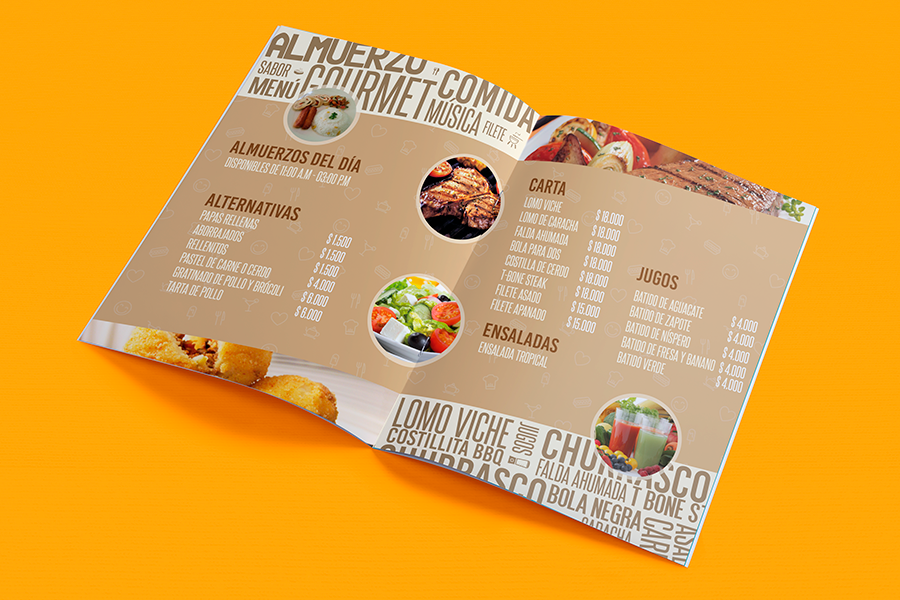 ALMUERZO
SABOR
MENÚ
GOURMET
COMIDA
MÚSICA
FILETE
ALMUERZOS DEL DÍA
DISPONIBLES DE 11:00 A.M - 03:00 P.M
ALTERNATIVAS
PAPAS RELLENAS $ 1.500
ABORRAJADOS $ 1.500
RELLENITOS $ 1.500
PASTEL DE CARNE O CERDO $ 4.000
GRATINADO DE POLLO Y BRÓCOLI $ 6.000
TARTA DE POLLO $ 6.000
CARTA
LOMO VICHE $ 18.000
LOMO DE CARACHA $ 18.000
FALDA AHUMADA $ 18.000
BOLA PARA DOS $ 18.000
COSTILLA DE CERDO $ 18.000
T-BONE STEAK $ 18.000
FILETE ASADO $ 15.000
FILETE APANADO $ 15.000
ENSALADAS
ENSALADA TROPICAL
JUGOS
BATIDO DE AGUACATE $ 4.000
BATIDO DE ZAPOTE $ 4.000
BATIDO DE NÍSPERO $ 4.000
BATIDO DE FRESA Y BANANO $ 4.000
BATIDO VERDE $ 4.000
LOMO VICHE
COSTILLITA BBQ
CHURRASCO
JUGOS
CHURRASCO
FALDA AHUMADA T BONE S
BOLA NEGRA
CARACHA
CAR
ASA